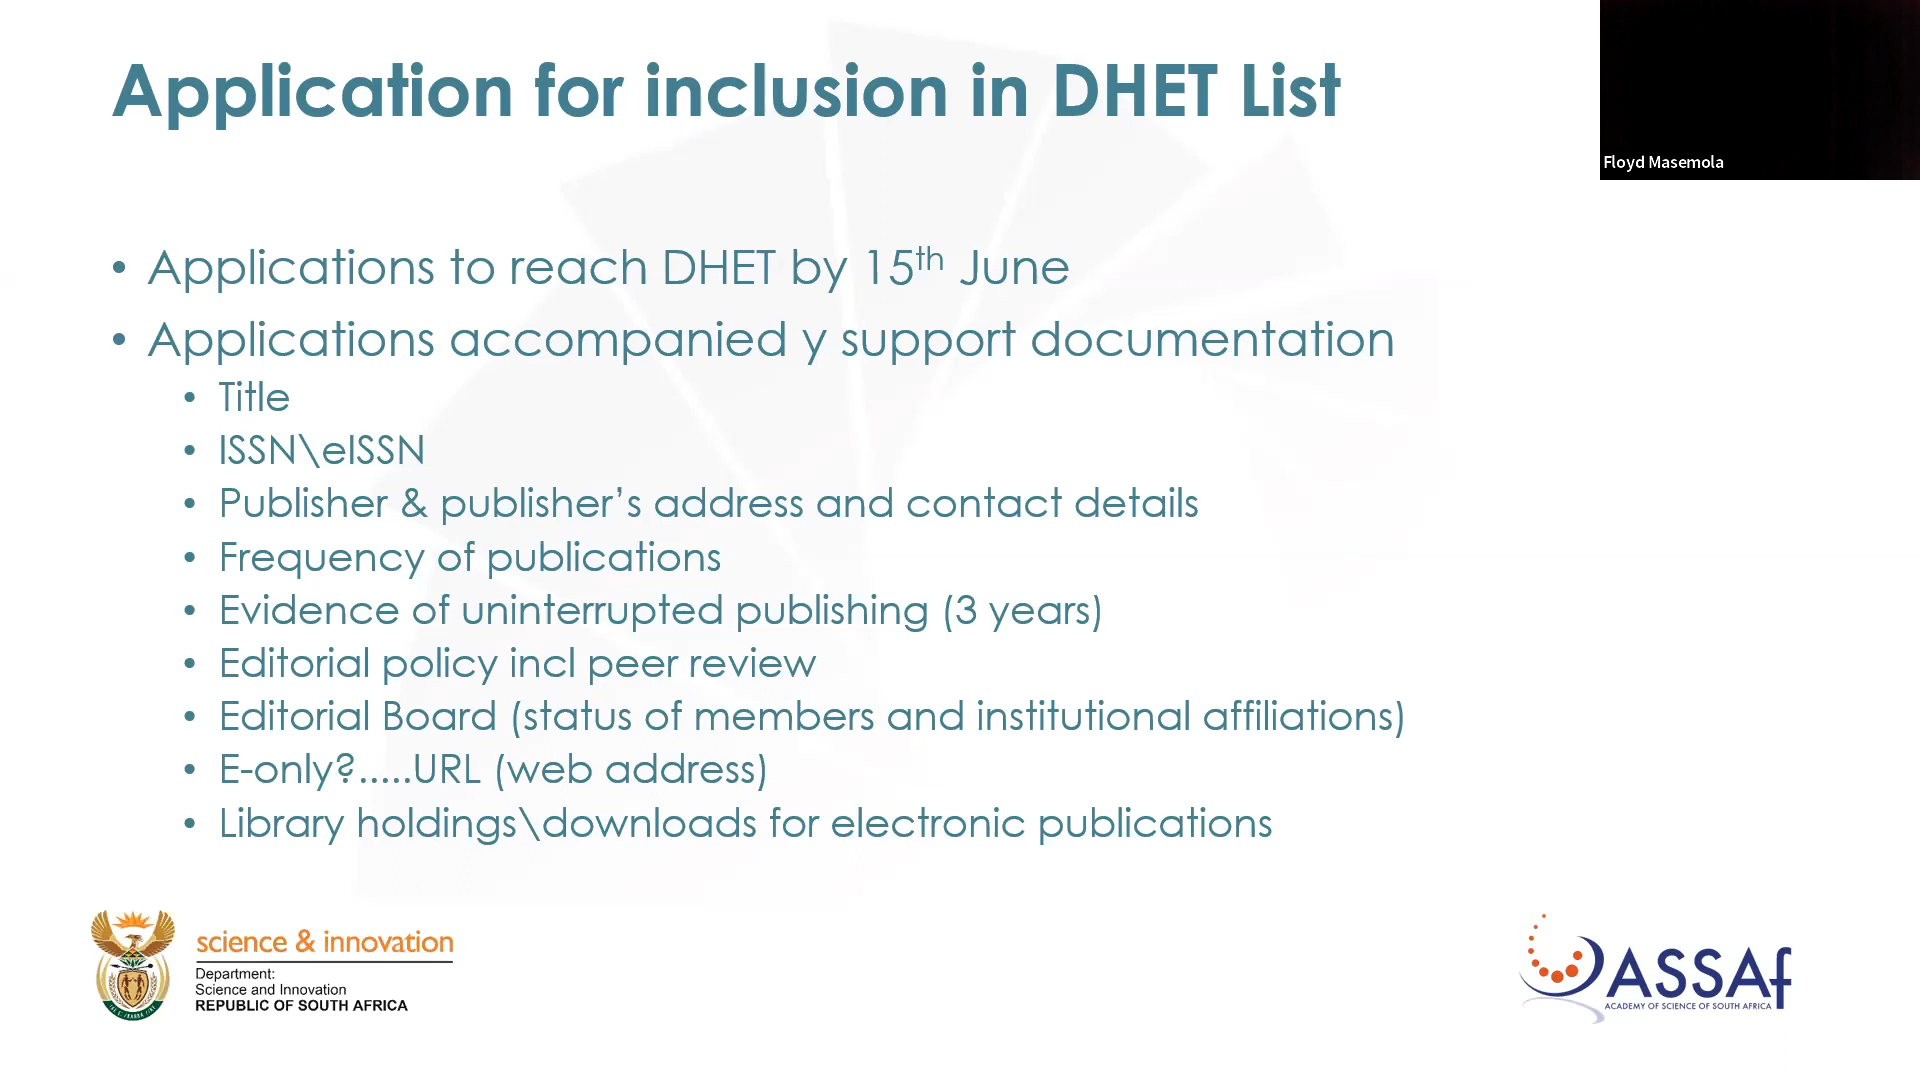 Application for inclusion in DHET List
Floyd Masemola
• Applications to reach DHET by 15th June
• Applications accompanied y support documentation
• Title
• ISSN\eISSN
• Publisher & publisher’s address and contact details
• Frequency of publications
• Evidence of uninterrupted publishing (3 years)
• Editorial policy incl peer review
• Editorial Board (status of members and institutional affiliations)
• E-only?.....URL (web address)
• Library holdings\downloads for electronic publications
science & innovation
Department:
Science and Innovation
REPUBLIC OF SOUTH AFRICA
ASSAf
ACADEMY OF SCIENCE OF SOUTH AFRICA